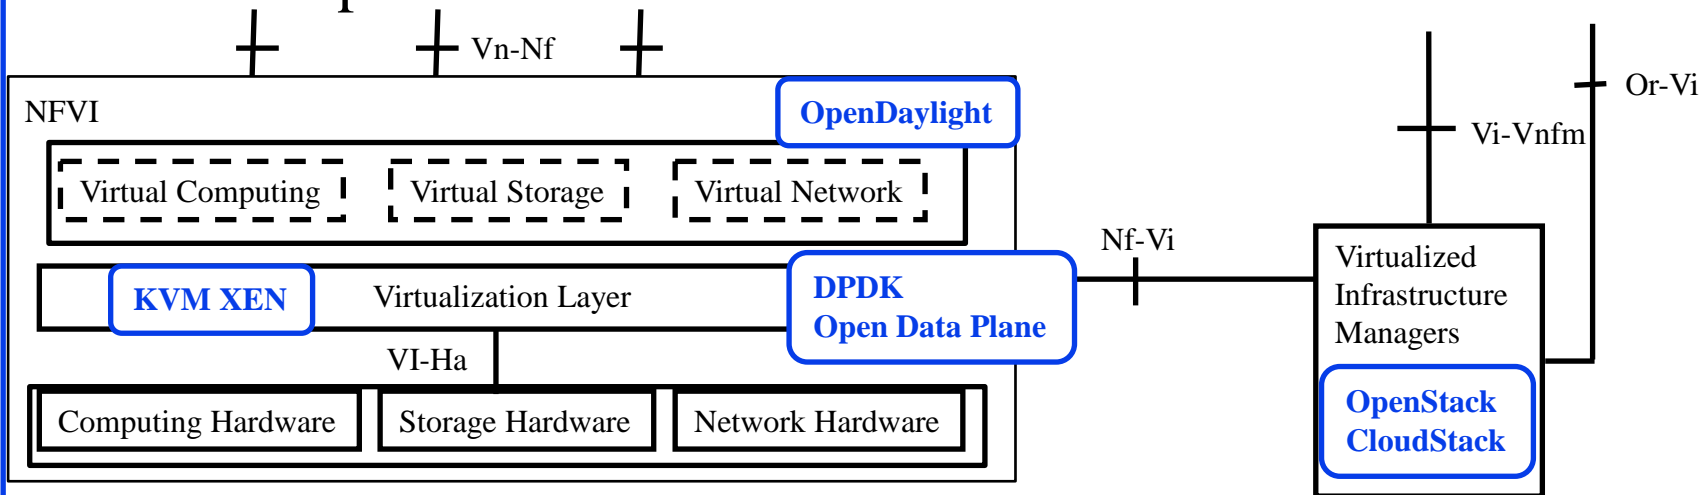 Vn-Nf
Or-Vi
NFVI
OpenDaylight
Vi-Vnfm
Virtual Computing
Virtual Storage
Virtual Network
Nf-Vi
Virtualized
Infrastructure
Managers
KVM XEN
Virtualization Layer
DPDK
Open Data Plane
VI-Ha
OpenStack
CloudStack
Computing Hardware
Storage Hardware
Network Hardware